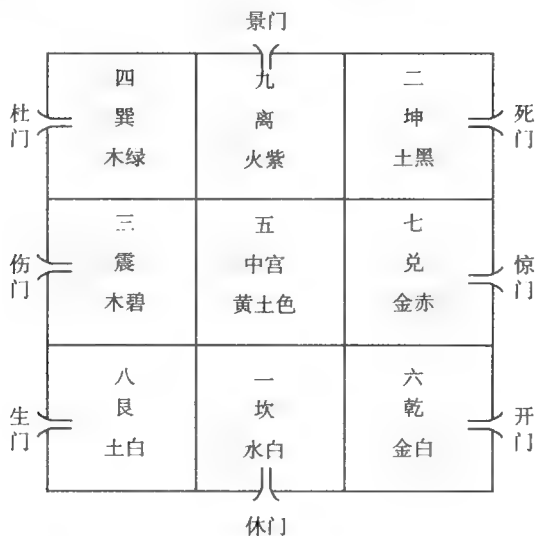 景门
四
巽
木绿
九
离
火紫
二
坤
土黑
杜
门
死
门
三
震
木碧
五
中宫
黄土色
七
兑
金赤
伤
门
惊
门
八
艮
土白
一
坎
水白
六
乾
金白
生
门
开
门
休门